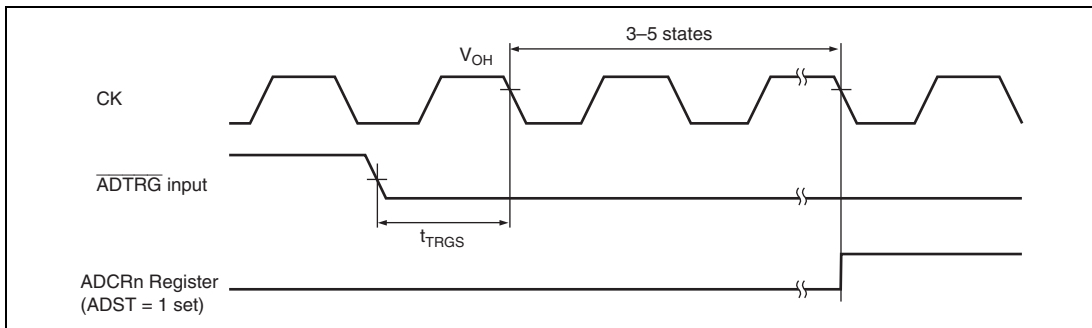 3–5 states
VOH
CK
ADTRG input
tTRGS
ADCRn Register
(ADST = 1 set)